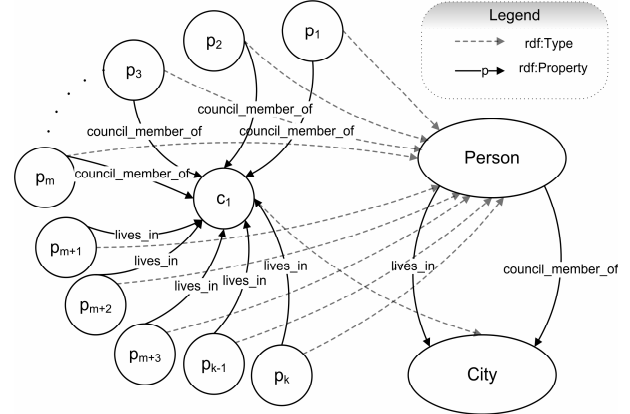 Legend
rdf:Type
p
rdf:Property
p1
p2
p3
council_member_of
council_member_of
council_member_of
Person
pm
council_member_of
c1
pm+1
lives_in
lives_in
pm+2
lives_in
lives_in
lives_in
lives_in
council_member_of
pm+3
pk-1
pk
City